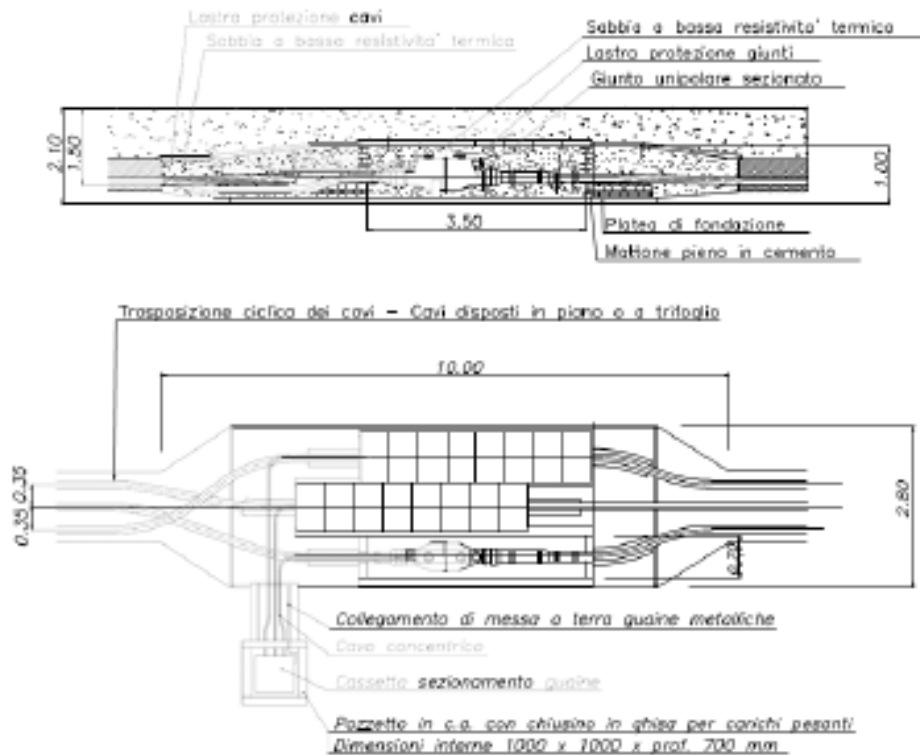 Lastra protezione cavi
Sabbia a bassa resistivita' termica
Sabbia a bassa resistivita' termica
Lastra protezione giunti
Giunto unipolare sezionato
2.10
1.50
1.00
3.50
Platea di fondazione
Mattone pieno in cemento
Trasposizione ciclica dei cavi - Cavi disposti in piano o a trifoglio
10.00
0.35
0.35
2.80
0.70
Collegamento di messa a terra guaine metalliche
Cavo concentrico
Cassetta sezionamento guaine
Pozzetto in c.a. con chiusino in ghisa per carichi pesanti
Dimensioni interne 1000 x 1000 x prof. 700 mm